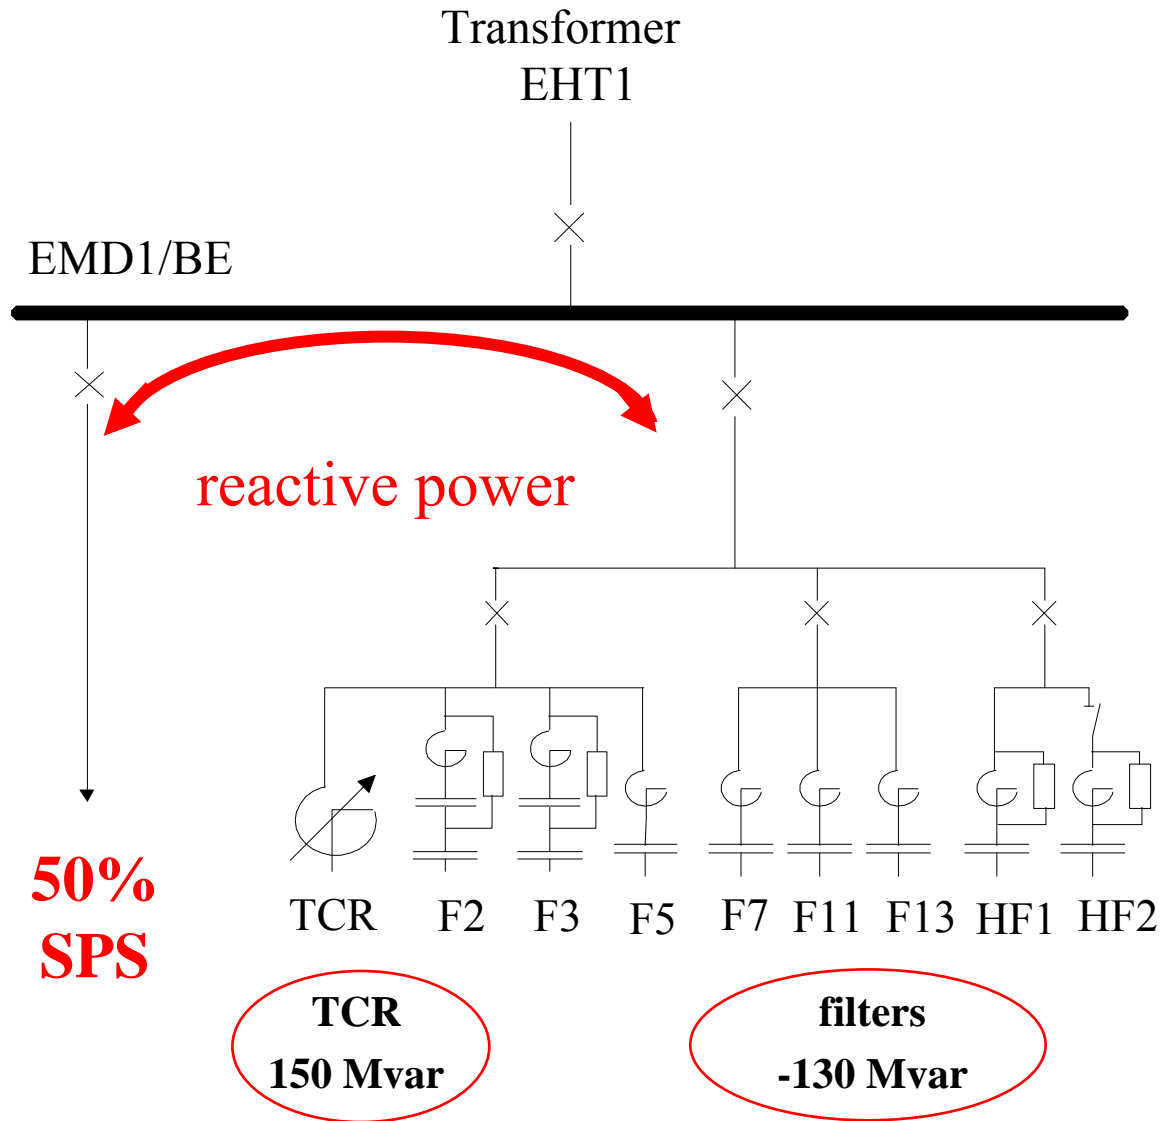 Transformer
EHT1
EMD1/BE
reactive power
50%
SPS
TCR
F2
F3
F5
F7
F11
F13
HF1
HF2
TCR
150 Mvar
filters
-130 Mvar